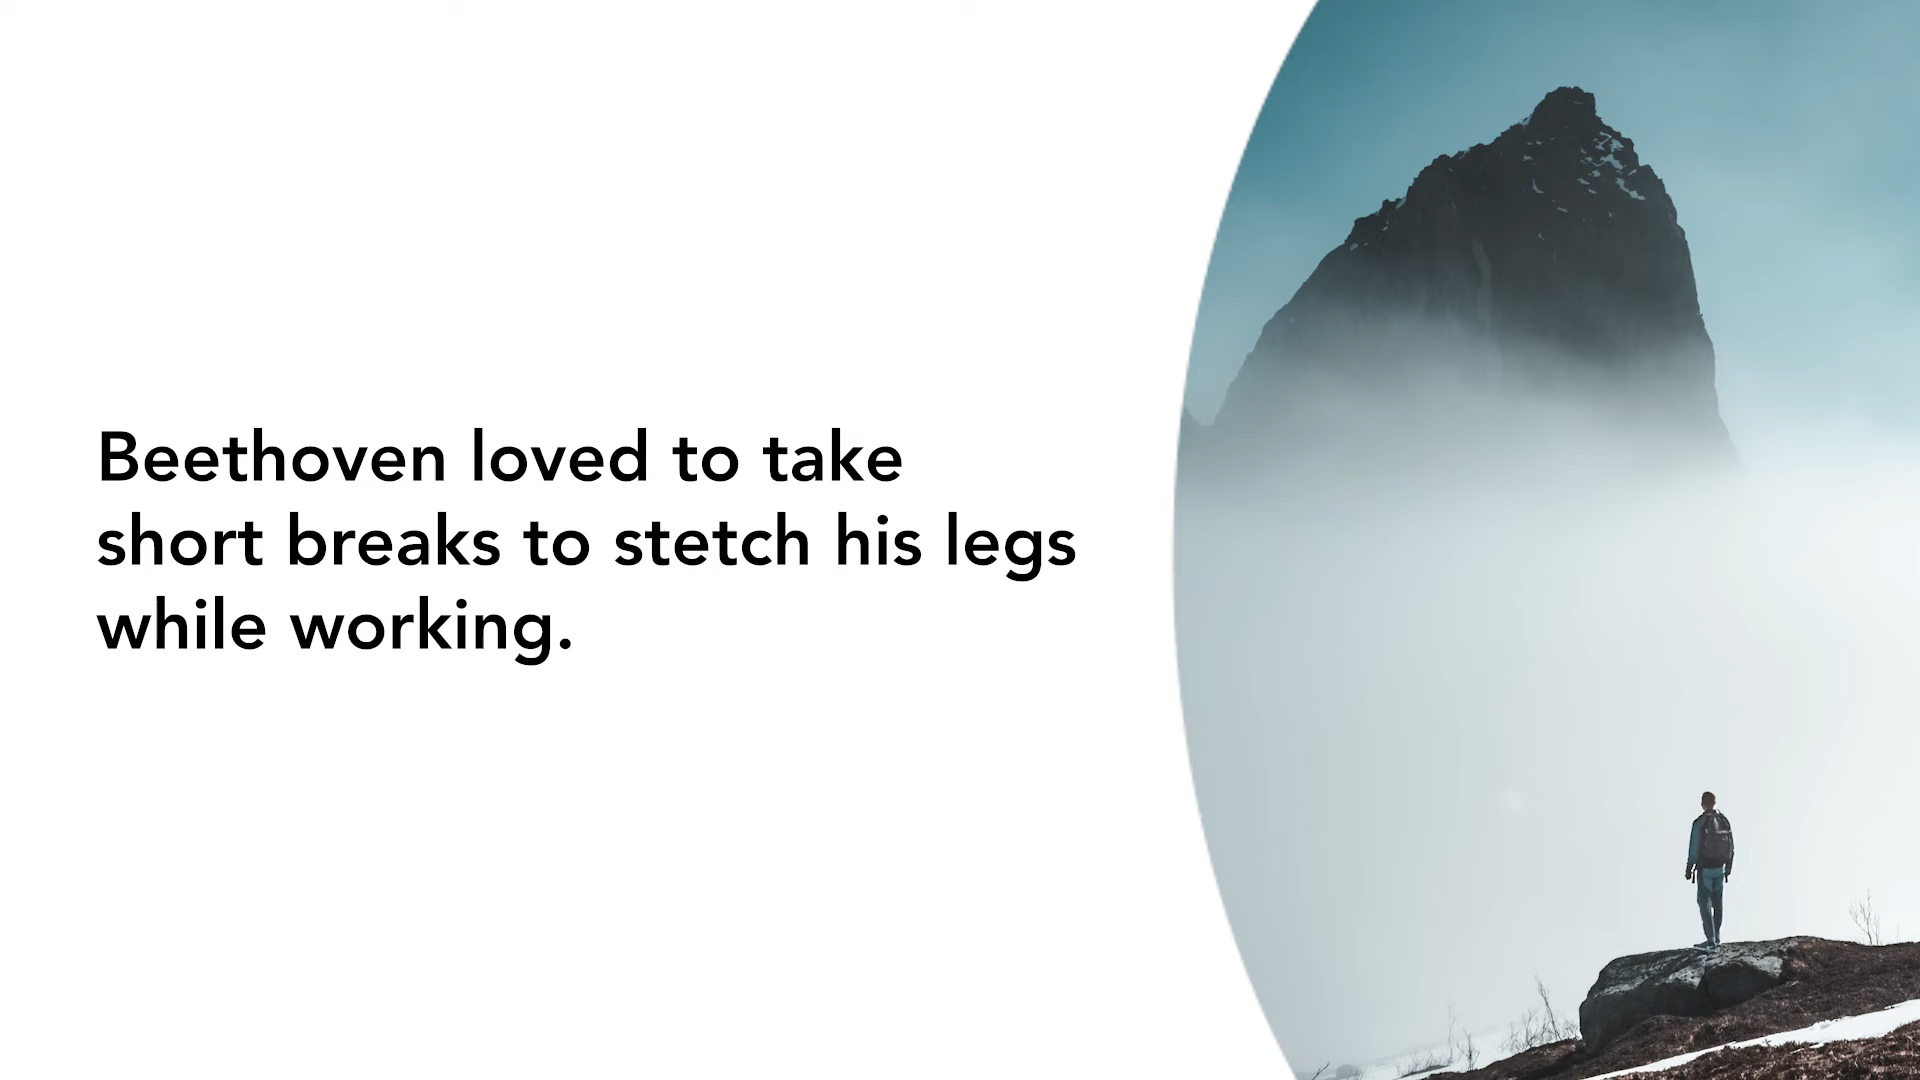 Beethoven loved to take
short breaks to stetch his legs
while working.